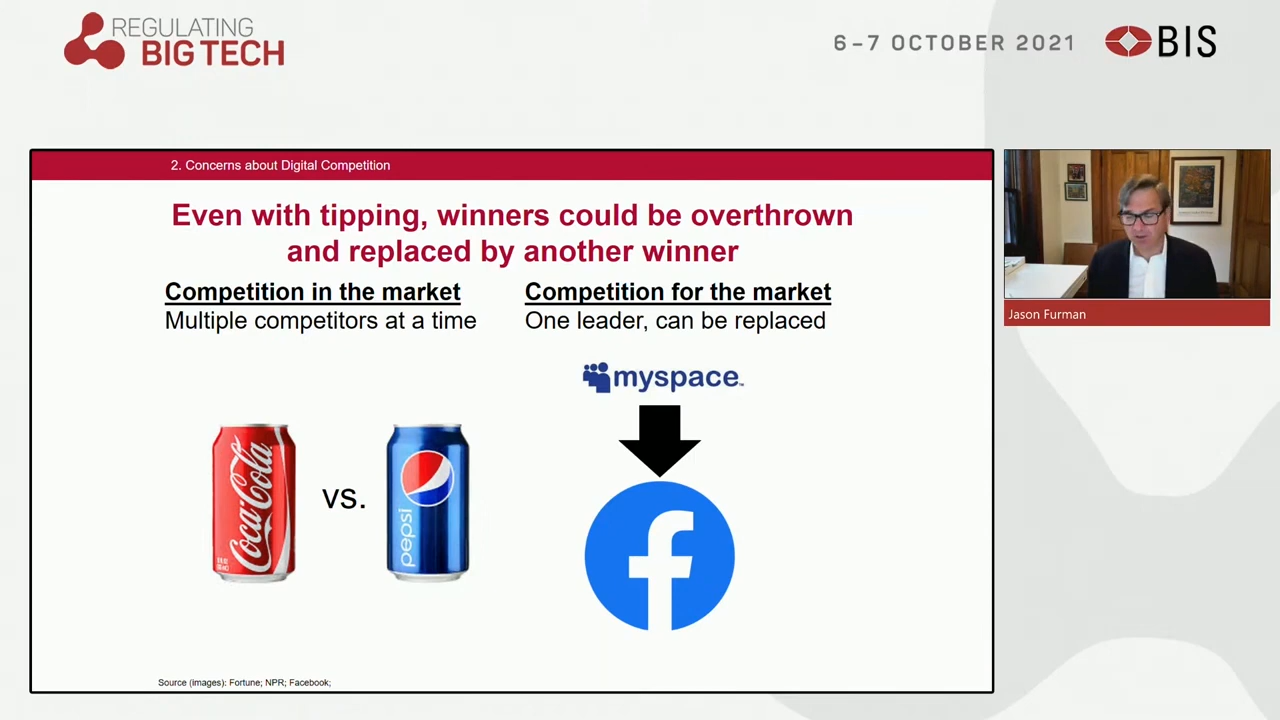 REGULATING
BIG TECH
6–7 OCTOBER 2021
BIS
2. Concerns about Digital Competition
Even with tipping, winners could be overthrown
and replaced by another winner
Competition in the market
Multiple competitors at a time
Competition for the market
One leader, can be replaced
myspace
Coca-Cola
vs.
pepsi
f
Source (images): Fortune; NPR; Facebook;
Jason Furman